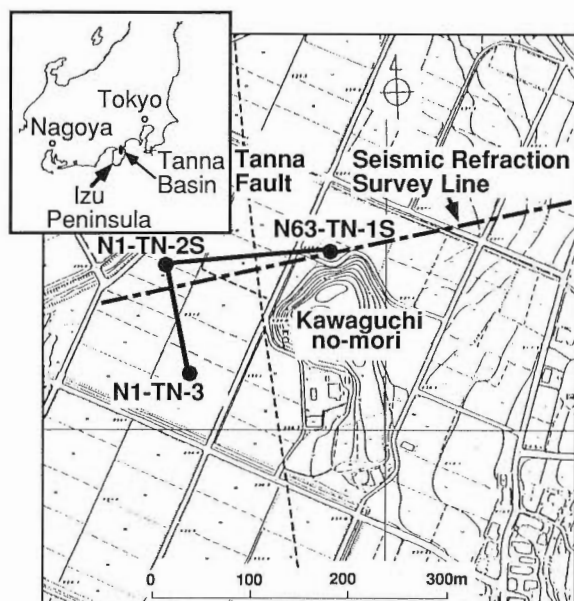 Tokyo
Nagoya
Tanna
Basin
Izu
Peninsula
Tanna
Fault
Seismic Refraction
Survey Line
N1-TN-2S
N63-TN-1S
Kawaguchi
no-mori
N1-TN-3
0 100 200 300m